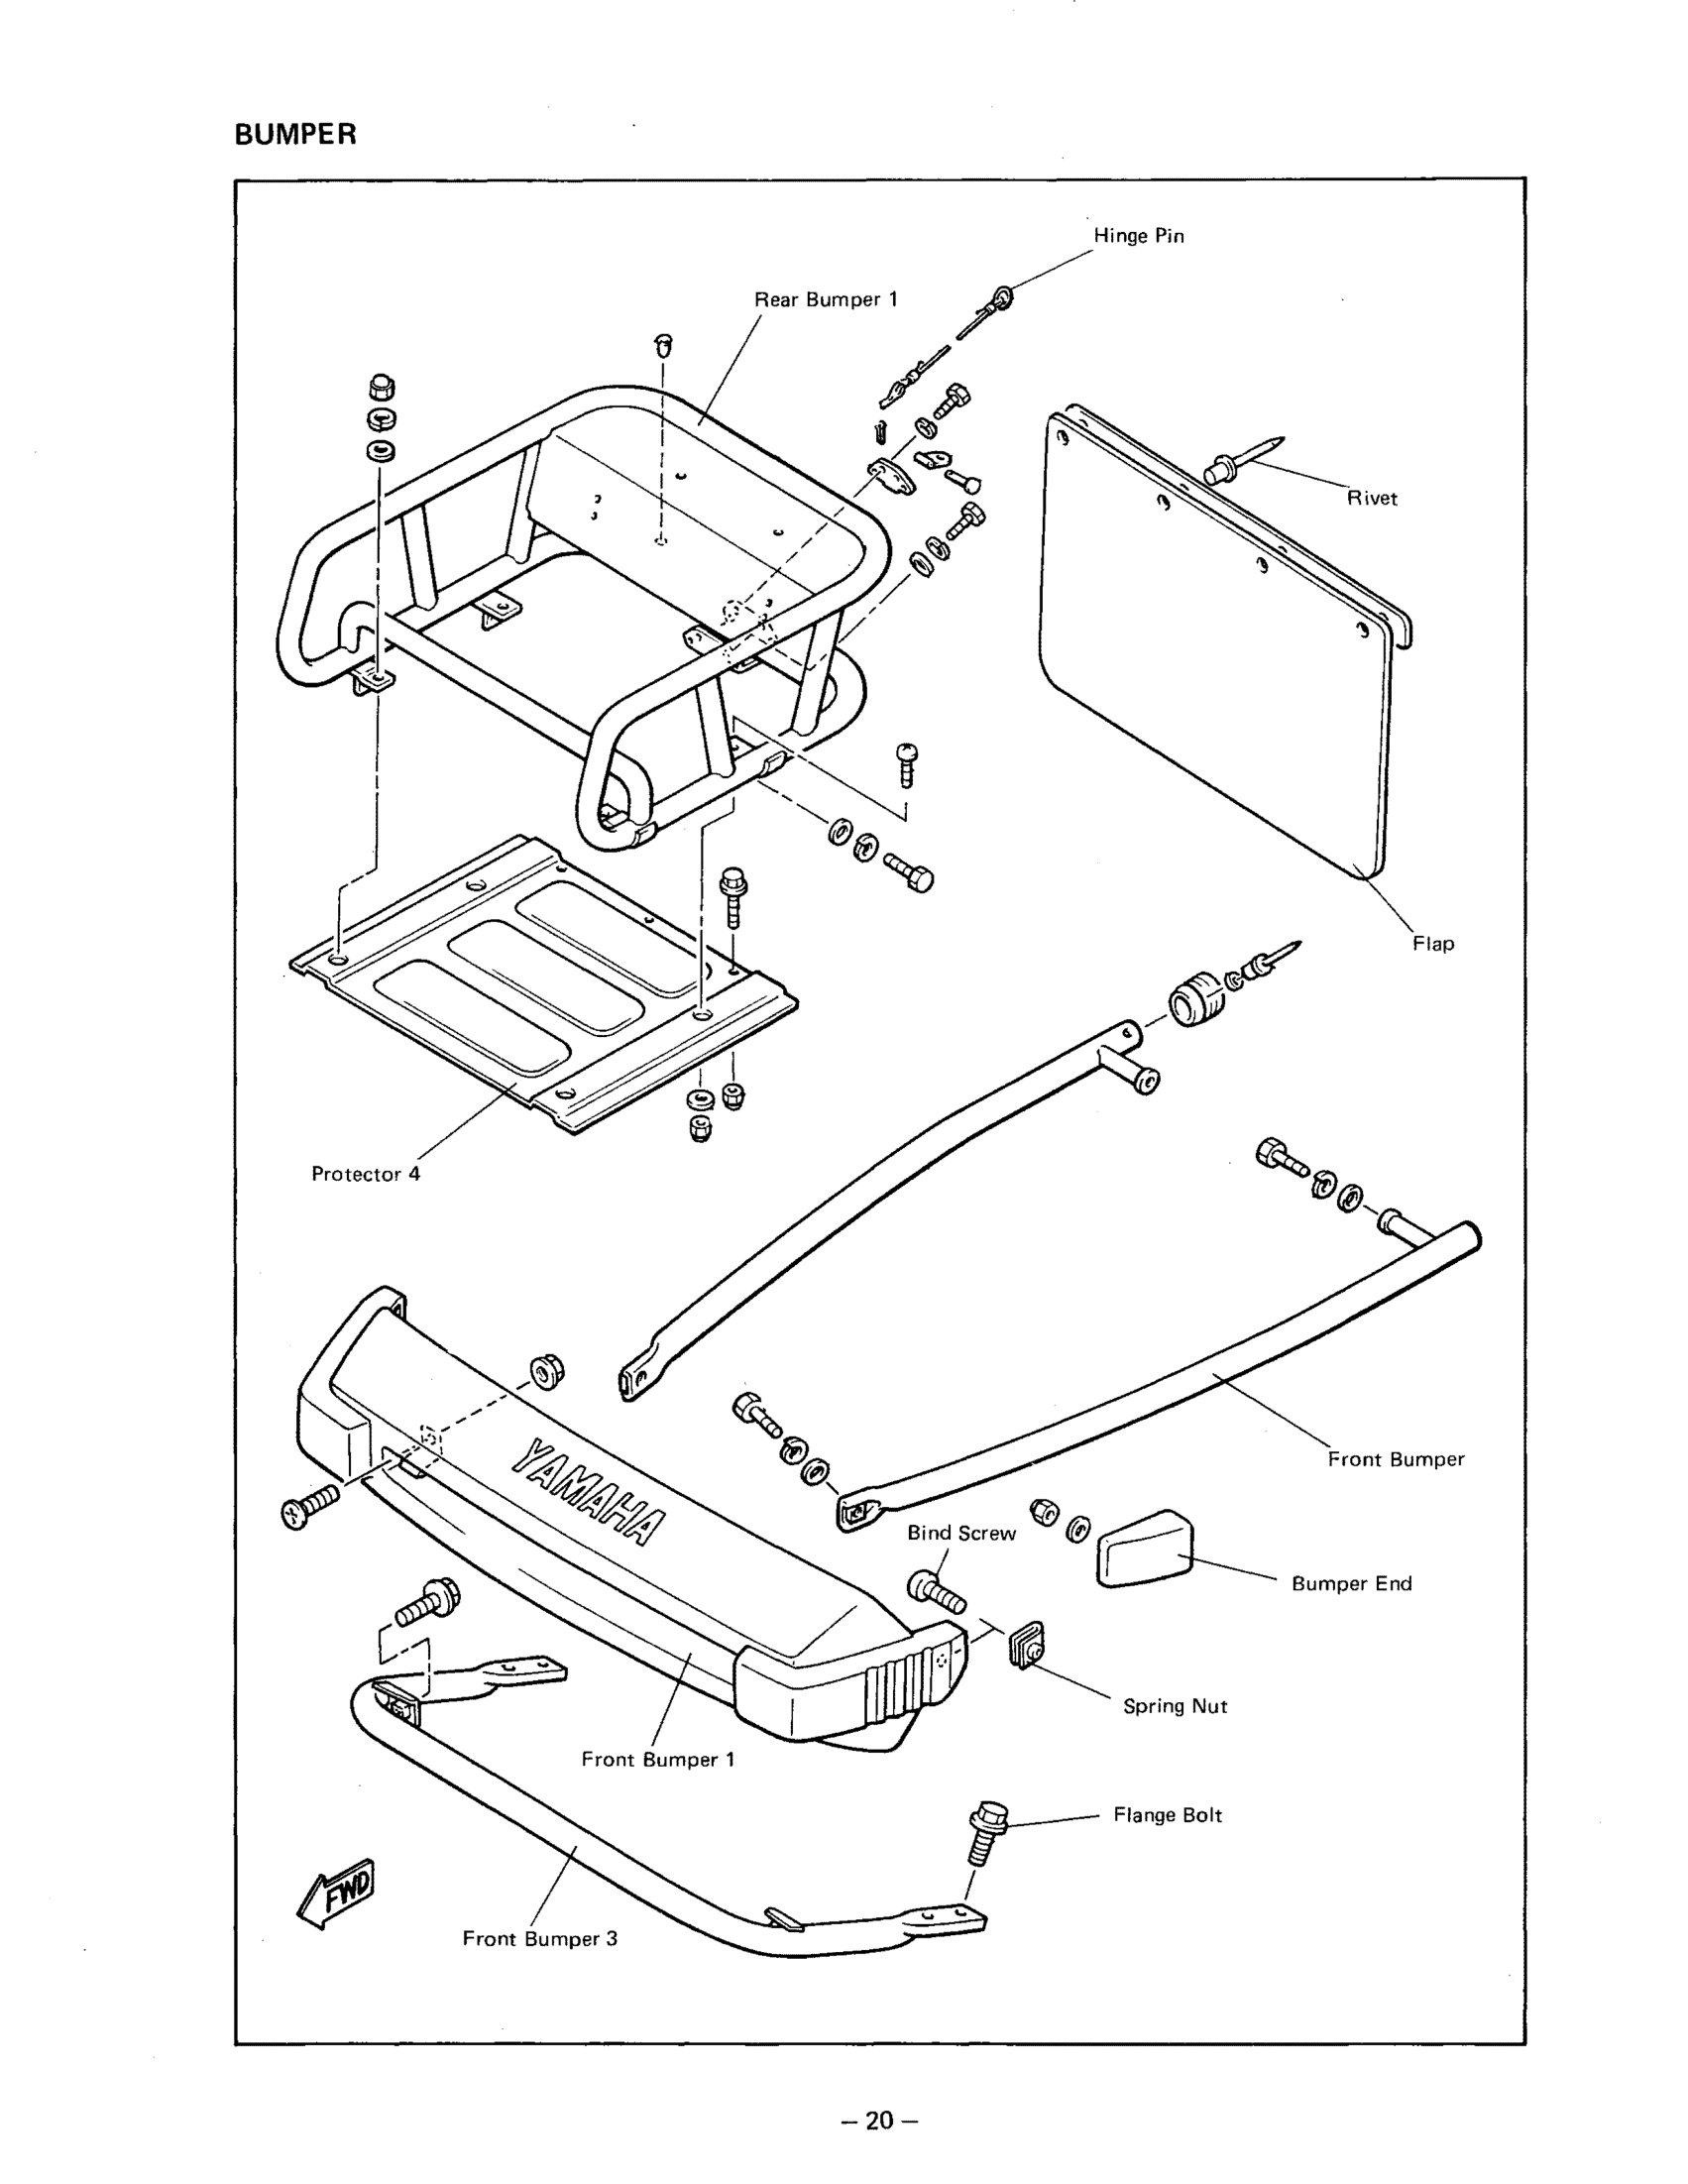 BUMPER
Hinge Pin
Rear Bumper 1
Rivet
Flap
Protector 4
YAMAHA
Front Bumper
Bind Screw
Bumper End
Spring Nut
Front Bumper 1
Flange Bolt
FWD
Front Bumper 3
– 20 –